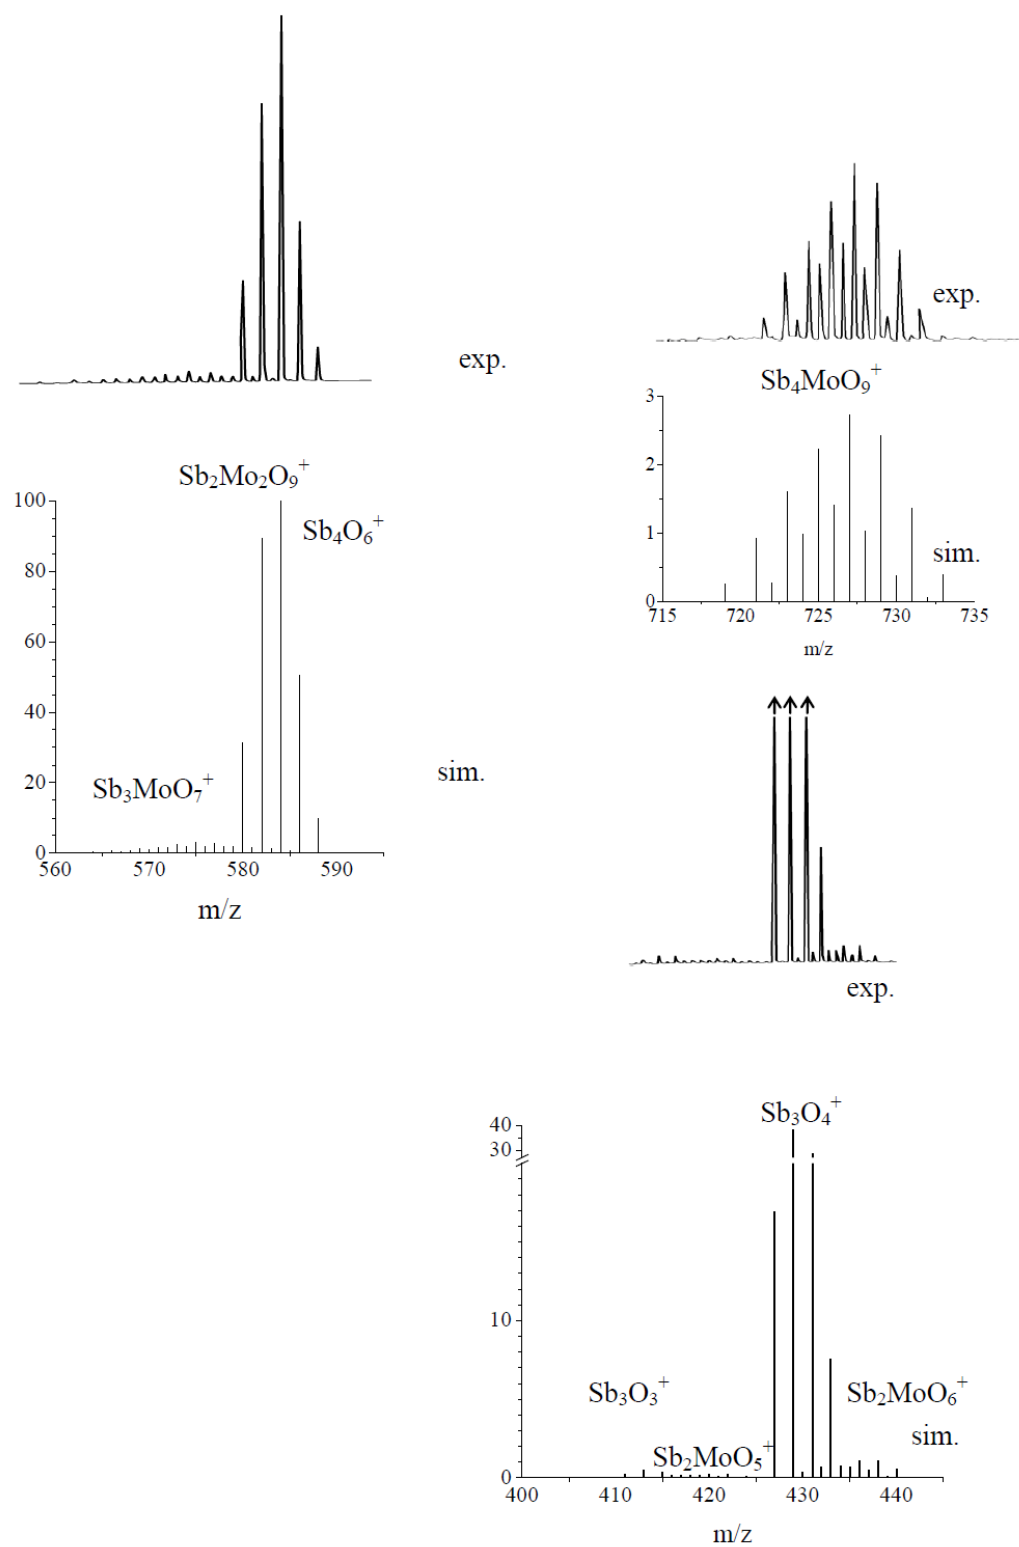 exp.
Sb₂Mo₂O₉⁺
Sb₄O₆⁺
Sb₃MoO₇⁺
100
80
60
40
20
0
sim.
560 570 580 590
m/z
exp.
Sb₄MoO₉⁺
3
2
1
0
sim.
715 720 725 730 735
m/z
exp.
Sb₃O₄⁺
40
30
10
0
Sb₃O₃⁺
Sb₂MoO₆⁺
sim.
Sb₂MoO₅⁺
400 410 420 430 440
m/z